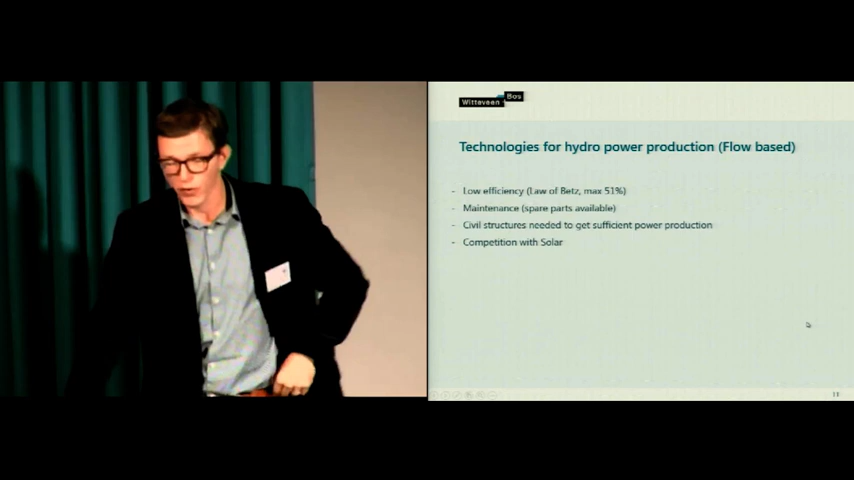 Witteveen Bos
Technologies for hydro power production (Flow based)
- Low efficiency (Law of Betz, max 51%)
- Maintenance (spare parts available)
- Civil structures needed to get sufficient power production
- Competition with Solar
11